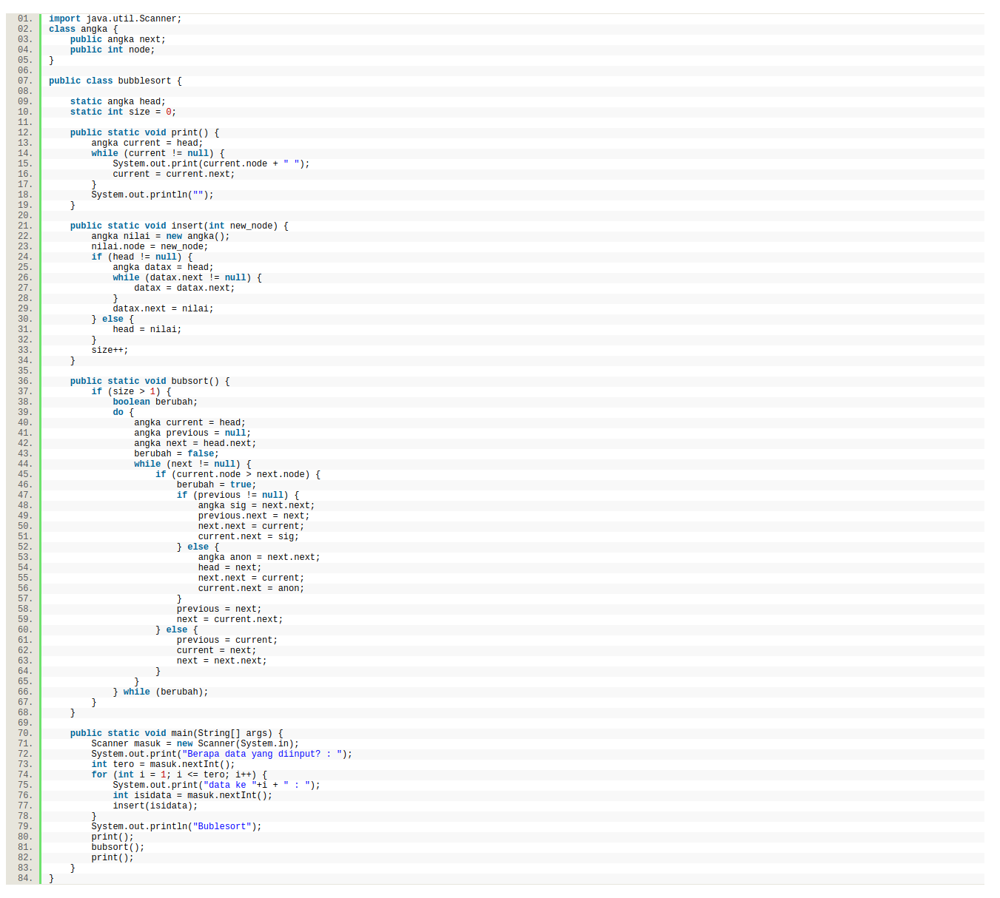 01. import java.util.Scanner;
02. class angka {
03.     public angka next;
04.     public int node;
05. }
06.
07. public class bubblesort {
08.
09.     static angka head;
10.     static int size = 0;
11.
12.     public static void print() {
13.         angka current = head;
14.         while (current != null) {
15.             System.out.print(current.node + " ");
16.             current = current.next;
17.         }
18.         System.out.println("");
19.     }
20.
21.     public static void insert(int new_node) {
22.         angka nilai = new angka();
23.         nilai.node = new_node;
24.         if (head != null) {
25.             angka datax = head;
26.             while (datax.next != null) {
27.                 datax = datax.next;
28.             }
29.             datax.next = nilai;
30.         } else {
31.             head = nilai;
32.         }
33.         size++;
34.     }
35.
36.     public static void bubsort() {
37.         if (size > 1) {
38.             boolean berubah;
39.             do {
40.                 angka current = head;
41.                 angka previous = null;
42.                 angka next = head.next;
43.                 berubah = false;
44.                 while (next != null) {
45.                     if (current.node > next.node) {
46.                         berubah = true;
47.                         if (previous != null) {
48.                             angka sig = next.next;
49.                             previous.next = next;
50.                             next.next = current;
51.                             current.next = sig;
52.                         } else {
53.                             angka anon = next.next;
54.                             head = next;
55.                             next.next = current;
56.                             current.next = anon;
57.                         }
58.                         previous = next;
59.                         next = current.next;
60.                     } else {
61.                         previous = current;
62.                         current = next;
63.                         next = next.next;
64.                     }
65.                 }
66.             } while (berubah);
67.         }
68.     }
69.
70.     public static void main(String[] args) {
71.         Scanner masuk = new Scanner(System.in);
72.         System.out.print("Berapa data yang diinput? : ");
73.         int tero = masuk.nextInt();
74.         for (int i = 1; i <= tero; i++) {
75.             System.out.print("data ke "+i + " : ");
76.             int isidata = masuk.nextInt();
77.             insert(isidata);
78.         }
79.         System.out.println("Bublesort");
80.         print();
81.         bubsort();
82.         print();
83.     }
84. }